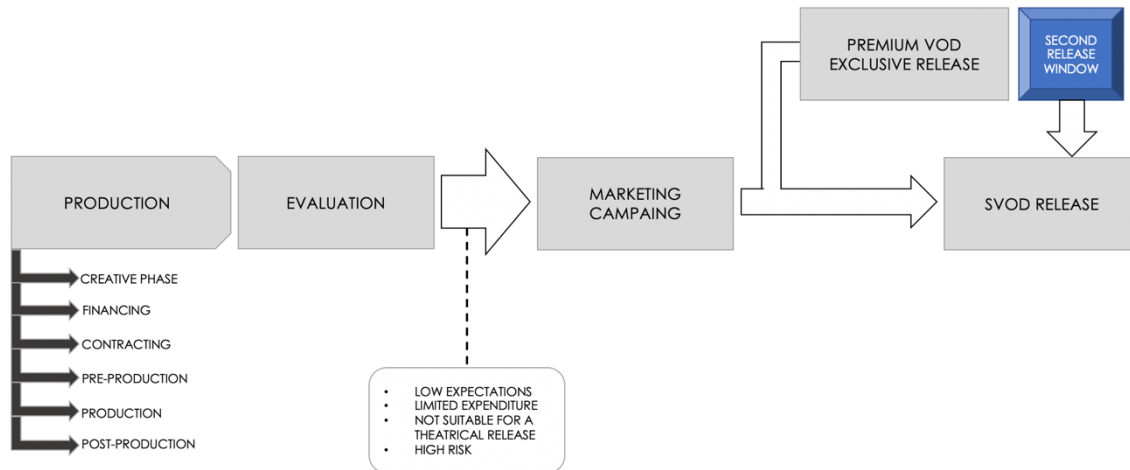 PREMIUM VOD
EXCLUSIVE RELEASE
SECOND
RELEASE
WINDOW
PRODUCTION
EVALUATION
MARKETING
CAMPAING
SVOD RELEASE
CREATIVE PHASE
FINANCING
CONTRACTING
PRE-PRODUCTION
PRODUCTION
POST-PRODUCTION
• LOW EXPECTATIONS
• LIMITED EXPENDITURE
• NOT SUITABLE FOR A
THEATRICAL RELEASE
• HIGH RISK